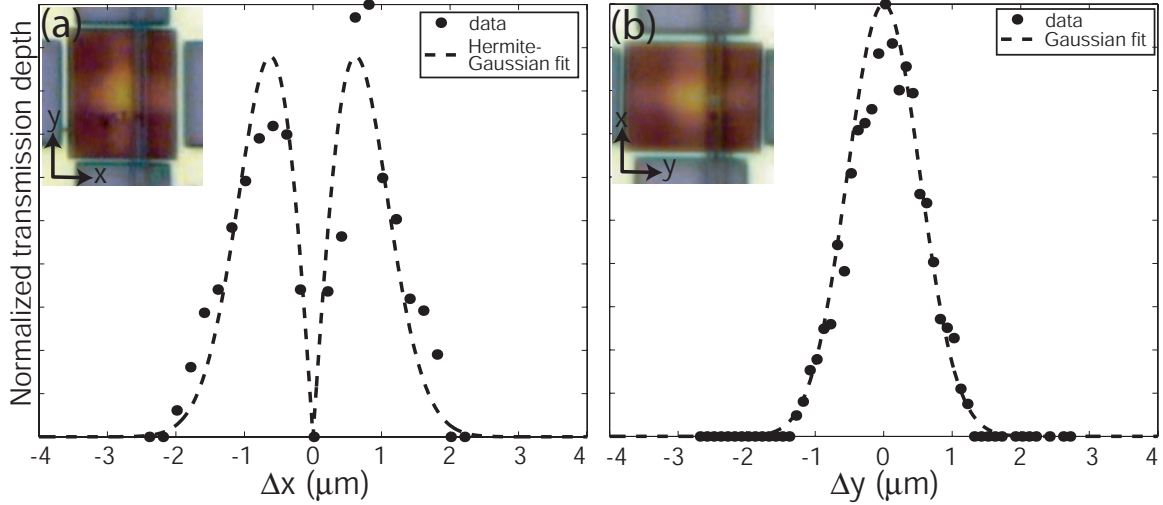 (a)
data
Hermite-
Gaussian fit
y
x
Normalized transmission depth
-4 -3 -2 -1 0 1 2 3 4
Δx (μm)
(b)
data
Gaussian fit
x
y
-4 -3 -2 -1 0 1 2 3 4
Δy (μm)